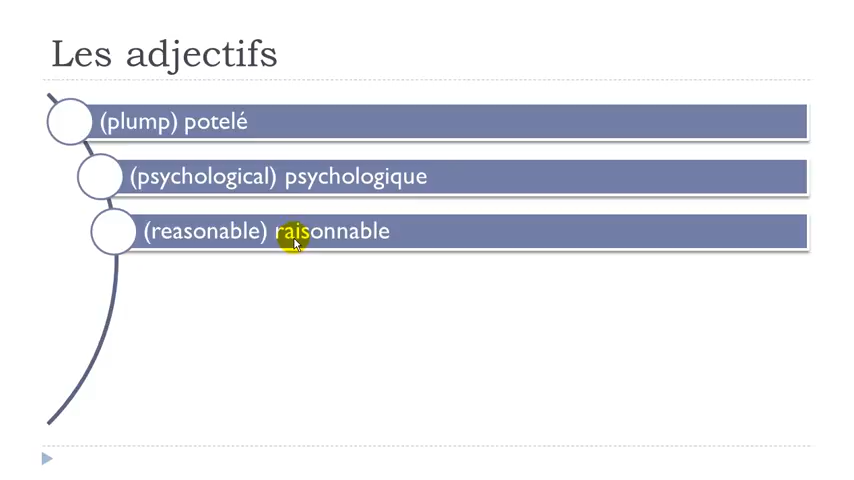 Les adjectifs
(plump) potelé
(psychological) psychologique
(reasonable) raisonnable